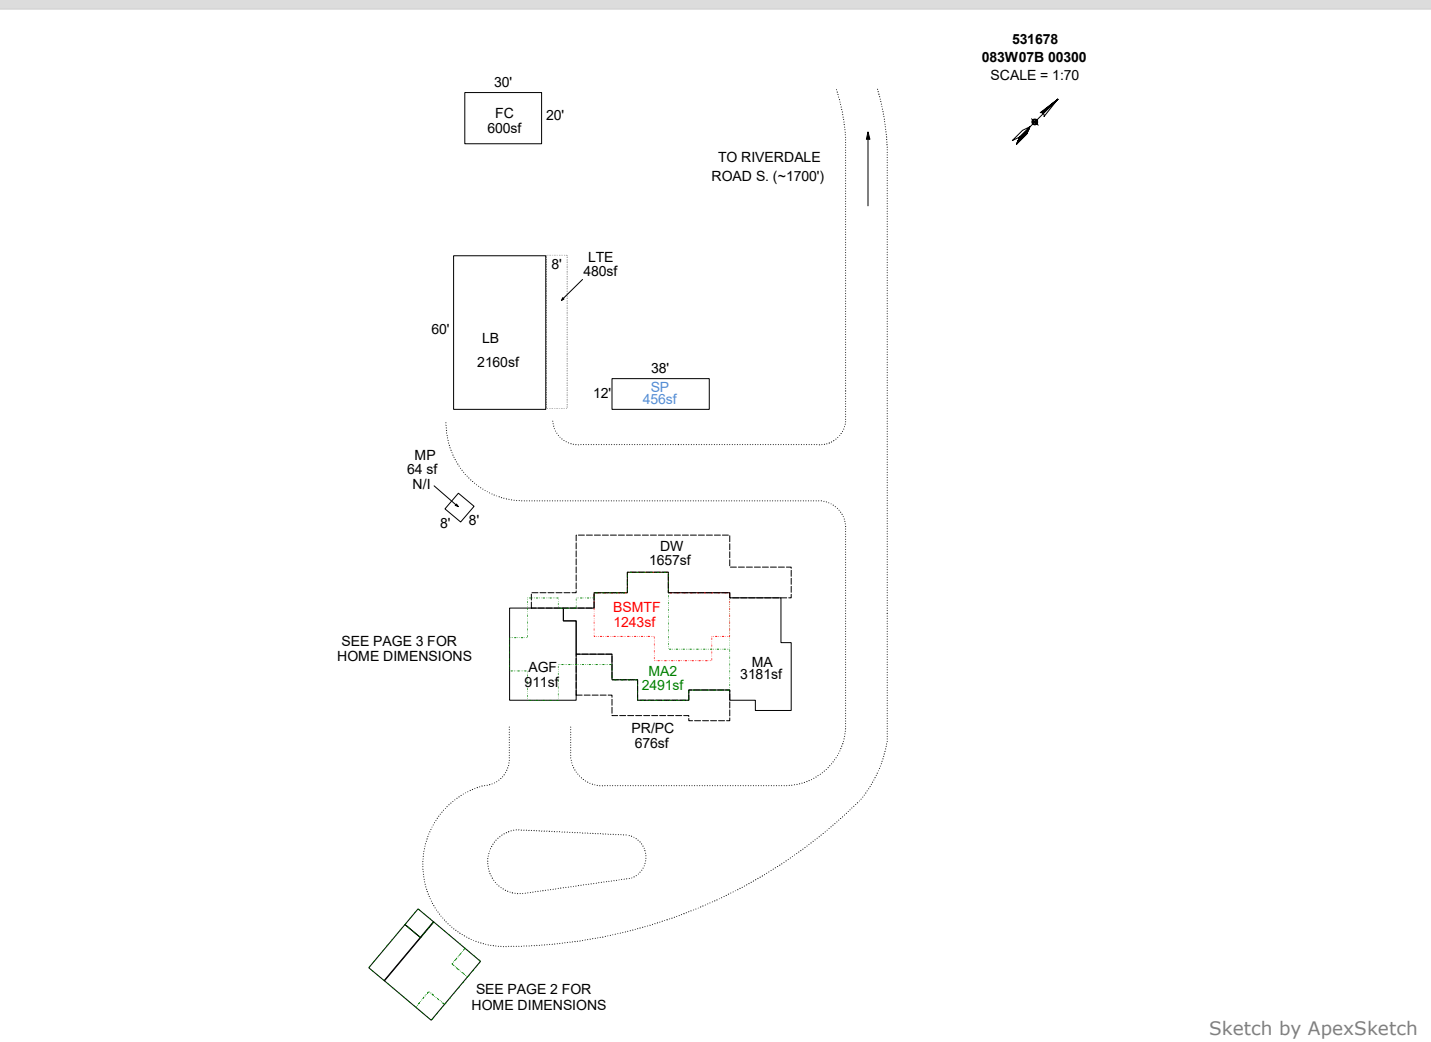 531678
083W07B 00300
SCALE = 1:70
30'
FC
600sf
20'
TO RIVERDALE
ROAD S. (~1700')
8'
LTE
480sf
60'
LB
2160sf
38'
12'
SP
456sf
MP
64 sf
N/I
8'
8'
DW
1657sf
BSMTF
1243sf
SEE PAGE 3 FOR
HOME DIMENSIONS
AGF
911sf
MA2
2491sf
MA
3181sf
PR/PC
676sf
SEE PAGE 2 FOR
HOME DIMENSIONS
Sketch by ApexSketch